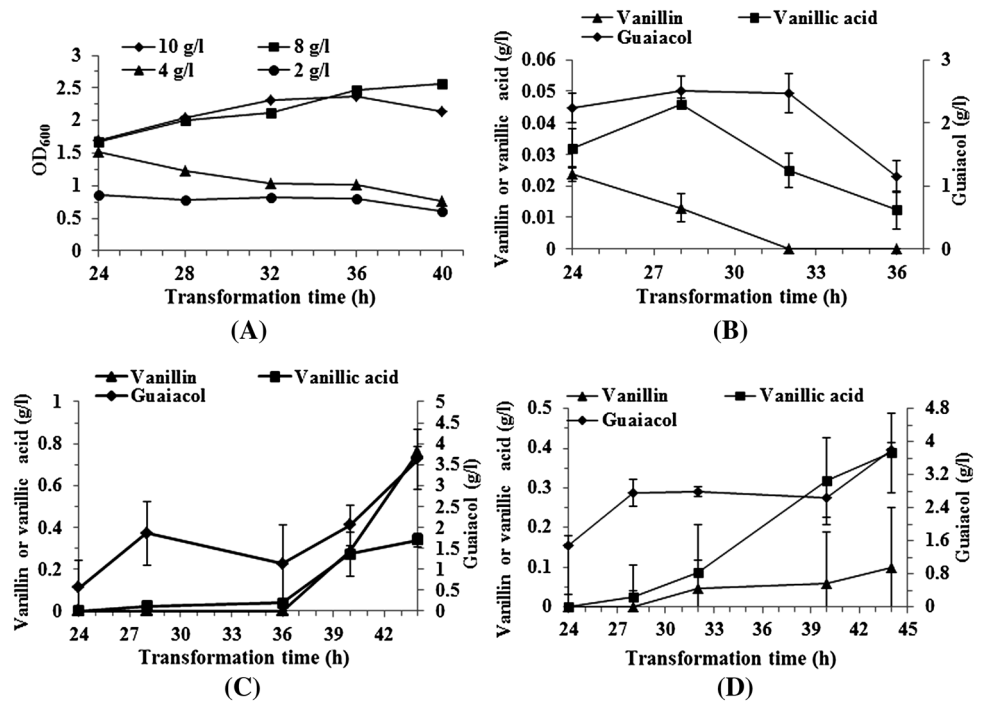 10 g/l
8 g/l
4 g/l
2 g/l
OD600
3
2.5
2
1.5
1
0.5
0
24
28
32
36
40
Transformation time (h)
(A)
Vanillin
Vanillic acid
Guaiacol
Vanillin or vanillic acid (g/l)
0.06
0.05
0.04
0.03
0.02
0.01
0
3
2
1
0
Guaiacol (g/l)
24
27
30
33
36
Transformation time (h)
(B)
Vanillin
Vanillic acid
Guaiacol
Vanillin or vanillic acid (g/l)
1
0.8
0.6
0.4
0.2
0
5
4.5
4
3.5
3
2.5
2
1.5
1
0.5
0
Guaiacol (g/l)
24
27
30
33
36
39
42
Transformation time (h)
(C)
Vanillin
Vanillic acid
Guaiacol
Vanillin or vanillic acid (g/l)
0.5
0.4
0.3
0.2
0.1
0
4.8
4
3.2
2.4
1.6
0.8
0
Guaiacol (g/l)
24
28
32
36
40
44
45
Transformation time (h)
(D)